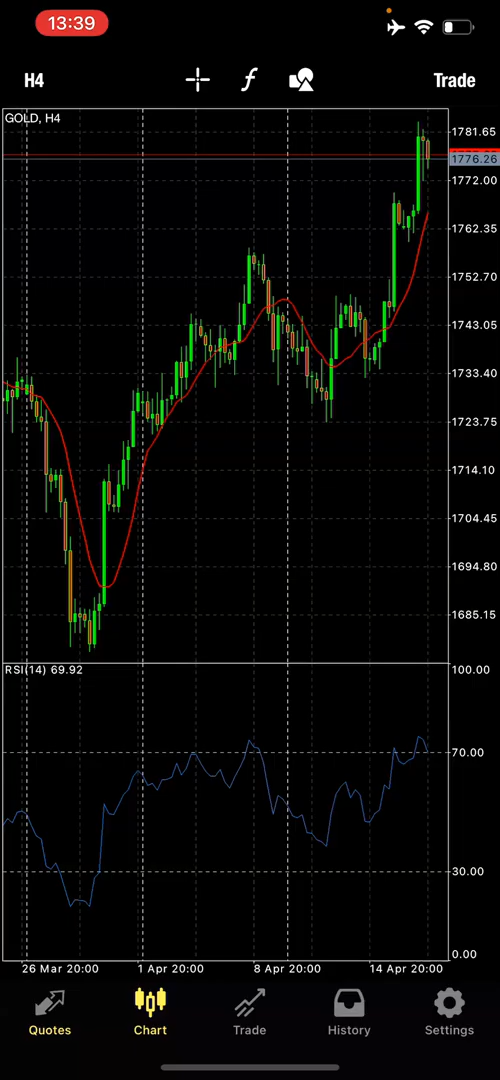 13:39
H4
f
Trade
GOLD, H4
1781.65
1776.26
1772.00
1762.35
1752.70
1743.05
1733.40
1723.75
1714.10
1704.45
1694.80
1685.15
RSI(14) 69.92
100.00
70.00
30.00
0.00
26 Mar 20:00
1 Apr 20:00
8 Apr 20:00
14 Apr 20:00
Quotes
Chart
Trade
History
Settings